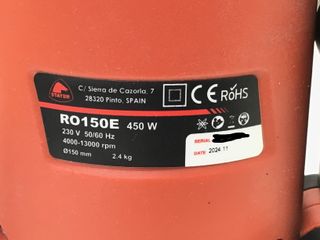 STAYER
C/ Sierra de Cazorla, 7
28320 Pinto, SPAIN
CE RoHS
RO150E 450 W
230 V 50/60 Hz
4000-13000 rpm
Ø150 mm 2.4 kg
SERIAL
DATE 2024 11